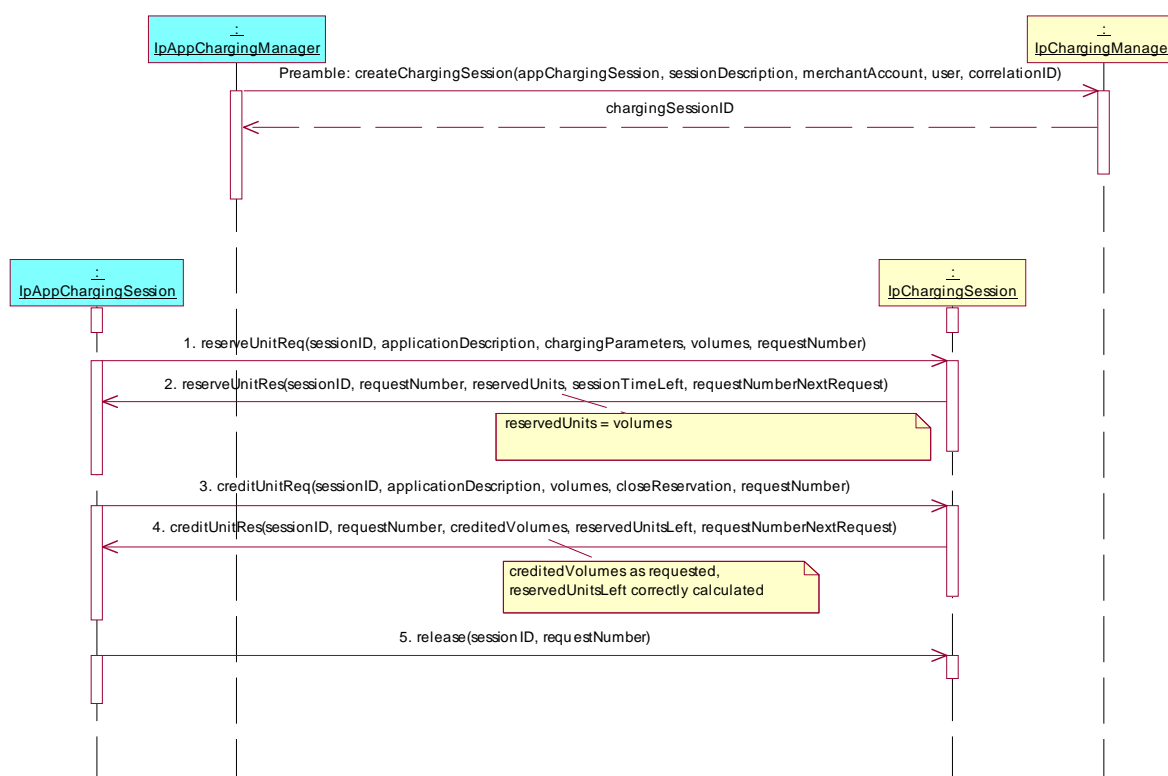 :
IpAppChargingManager
:
IpChargingManage
Preamble: createChargingSession(appChargingSession, sessionDescription, merchantAccount, user, correlationID)
chargingSessionID
:
IpAppChargingSession
:
IpChargingSession
1. reserveUnitReq(sessionID, applicationDescription, chargingParameters, volumes, requestNumber)
2. reserveUnitRes(sessionID, requestNumber, reservedUnits, sessionTimeLeft, requestNumberNextRequest)
reservedUnits = volumes
3. creditUnitReq(sessionID, applicationDescription, volumes, closeReservation, requestNumber)
4. creditUnitRes(sessionID, requestNumber, creditedVolumes, reservedUnitsLeft, requestNumberNextRequest)
creditedVolumes as requested,
reservedUnitsLeft correctly calculated
5. release(sessionID, requestNumber)